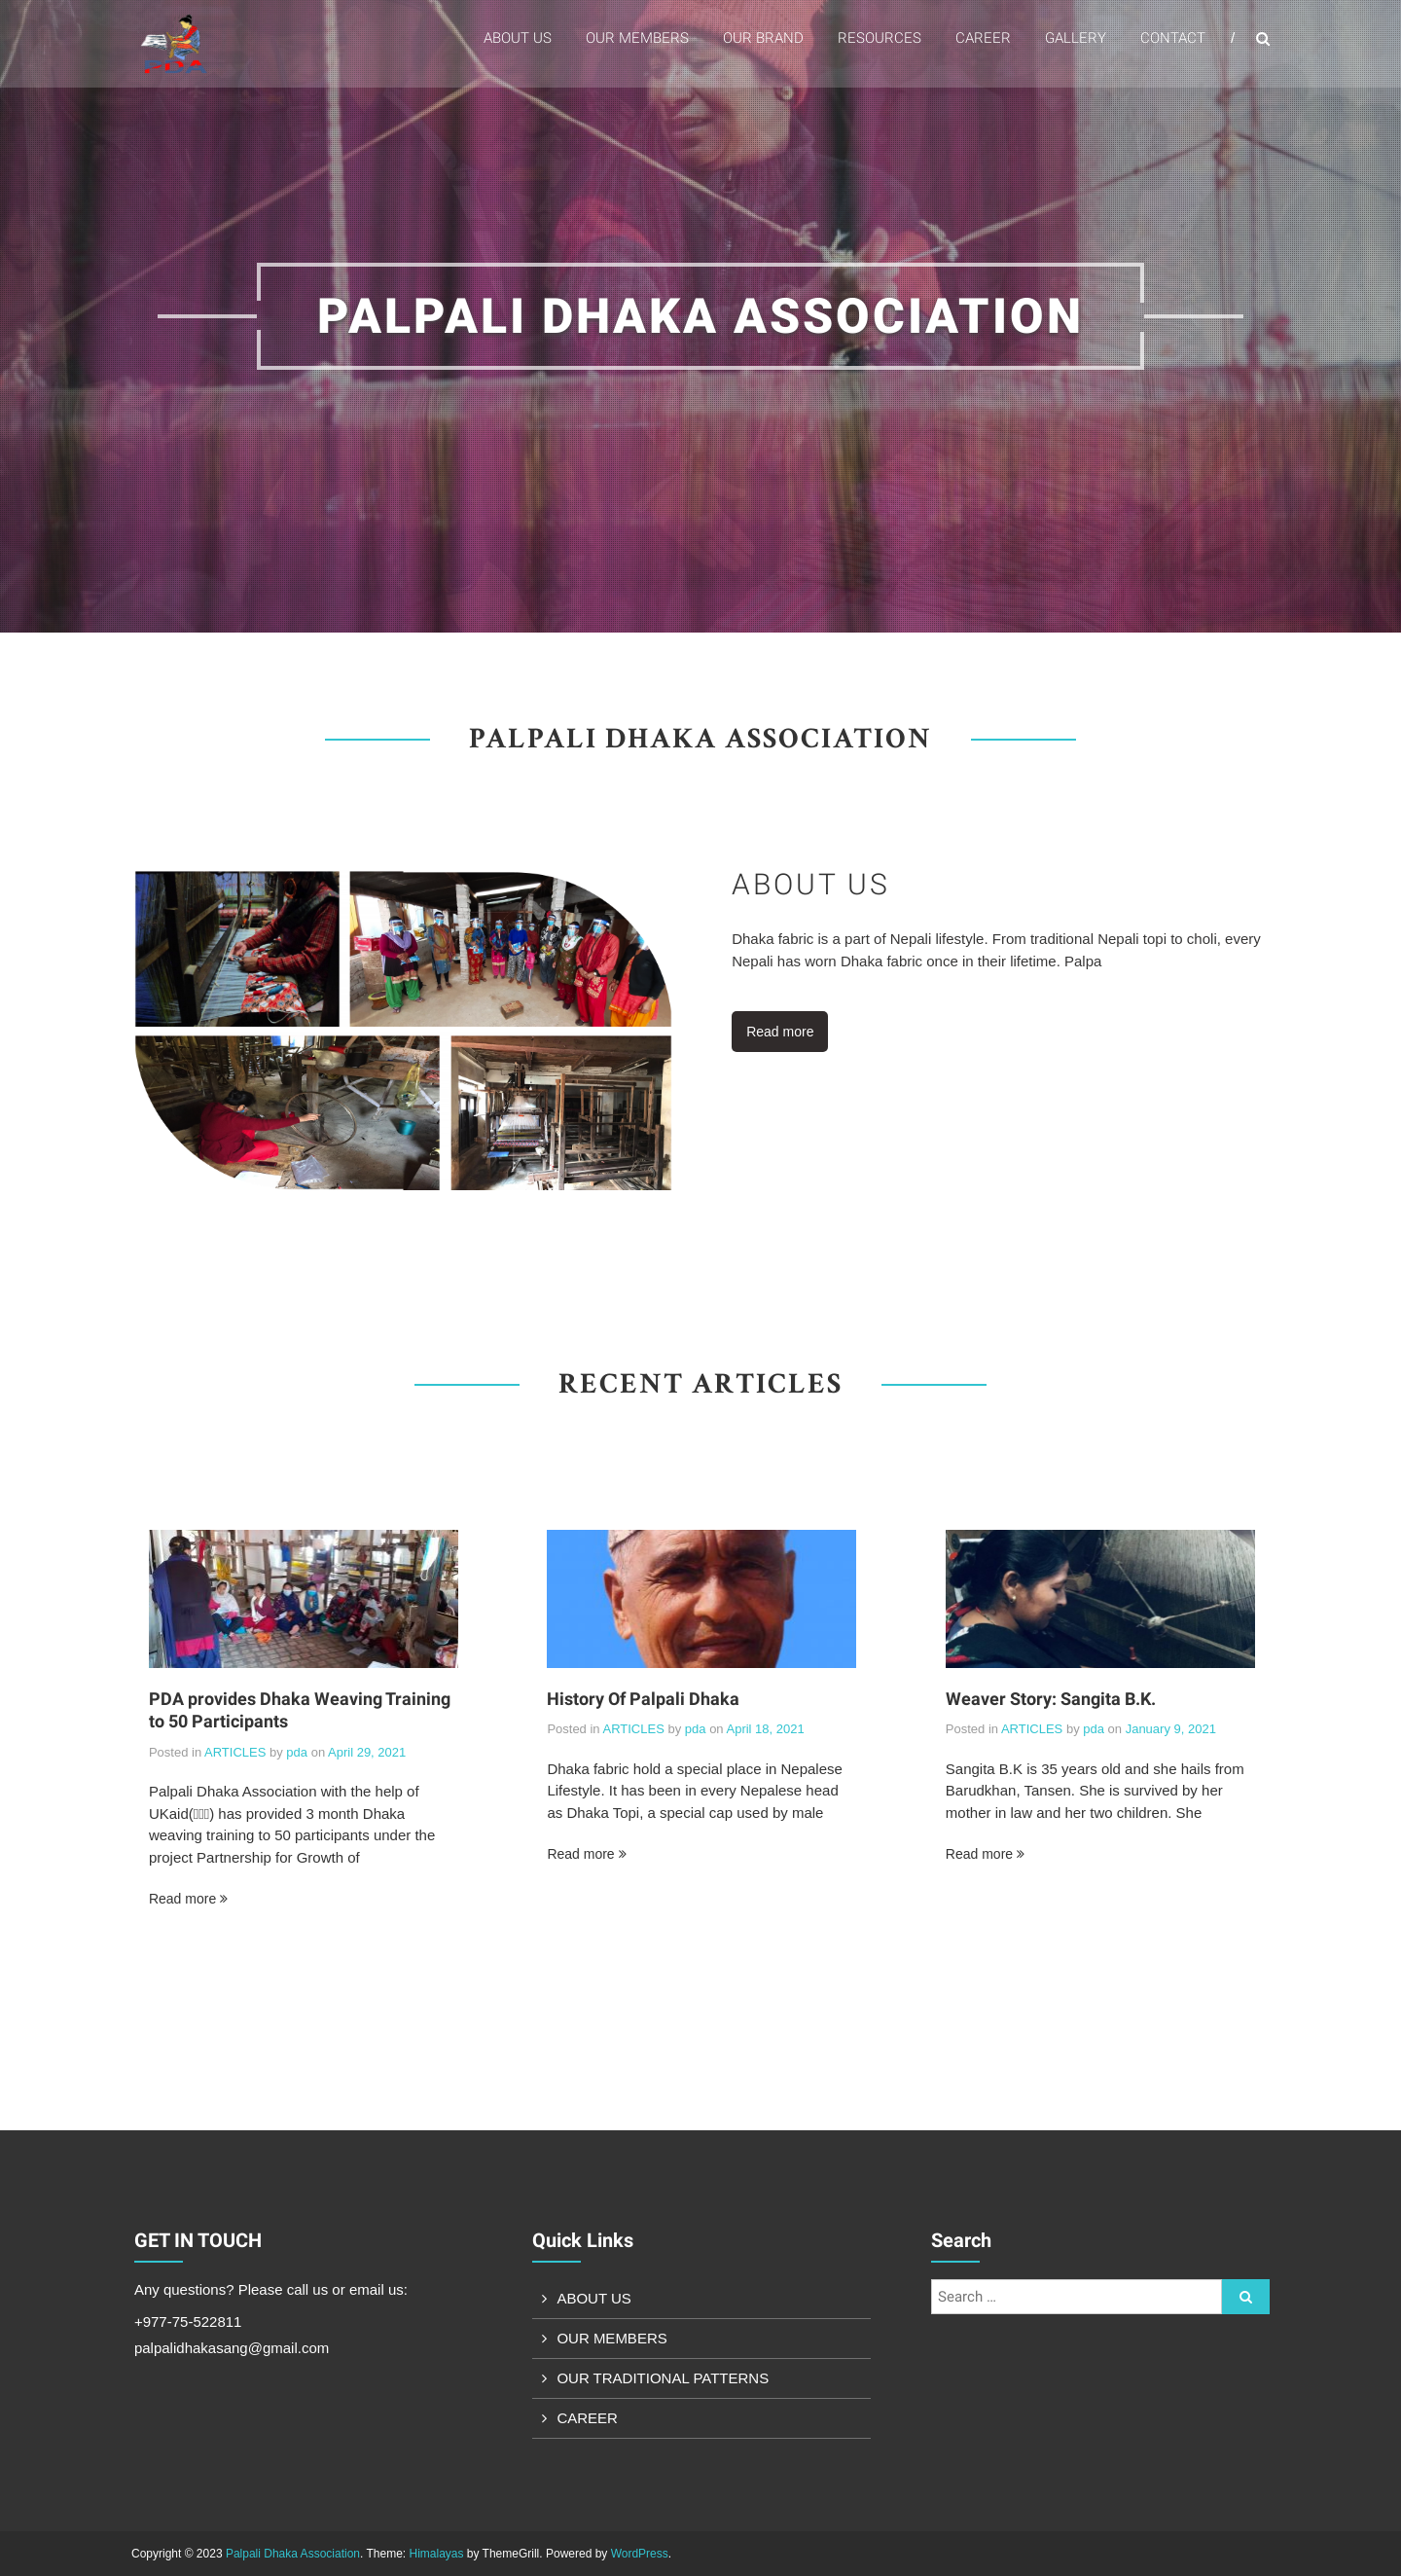 PDA
ABOUT US OUR MEMBERS OUR BRAND RESOURCES CAREER GALLERY CONTACT /
PALPALI DHAKA ASSOCIATION
PALPALI DHAKA ASSOCIATION
ABOUT US
Dhaka fabric is a part of Nepali lifestyle. From traditional Nepali topi to choli, every
Nepali has worn Dhaka fabric once in their lifetime. Palpa
Read more
RECENT ARTICLES
PDA provides Dhaka Weaving Training
to 50 Participants
Posted in ARTICLES by pda on April 29, 2021
Palpali Dhaka Association with the help of
UKaid() has provided 3 month Dhaka
weaving training to 50 participants under the
project Partnership for Growth of
Read more »
History Of Palpali Dhaka
Posted in ARTICLES by pda on April 18, 2021
Dhaka fabric hold a special place in Nepalese
Lifestyle. It has been in every Nepalese head
as Dhaka Topi, a special cap used by male
Read more »
Weaver Story: Sangita B.K.
Posted in ARTICLES by pda on January 9, 2021
Sangita B.K is 35 years old and she hails from
Barudkhan, Tansen. She is survived by her
mother in law and her two children. She
Read more »
GET IN TOUCH
Any questions? Please call us or email us:
+977-75-522811
palpalidhakasang@gmail.com
Quick Links
ABOUT US
OUR MEMBERS
OUR TRADITIONAL PATTERNS
CAREER
Search
Search …
Copyright © 2023 Palpali Dhaka Association. Theme: Himalayas by ThemeGrill. Powered by WordPress.